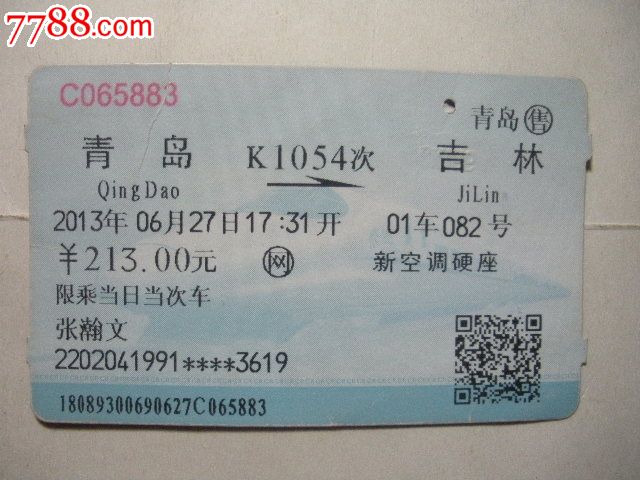 7788.com
C065883
青岛 售
青岛 K1054次 吉林
QingDao JiLin
2013年06月27日17:31开 01车082号
￥213.00元 网 新空调硬座
限乘当日当次车
张瀚文
2202041991****3619
18089300690627C065883